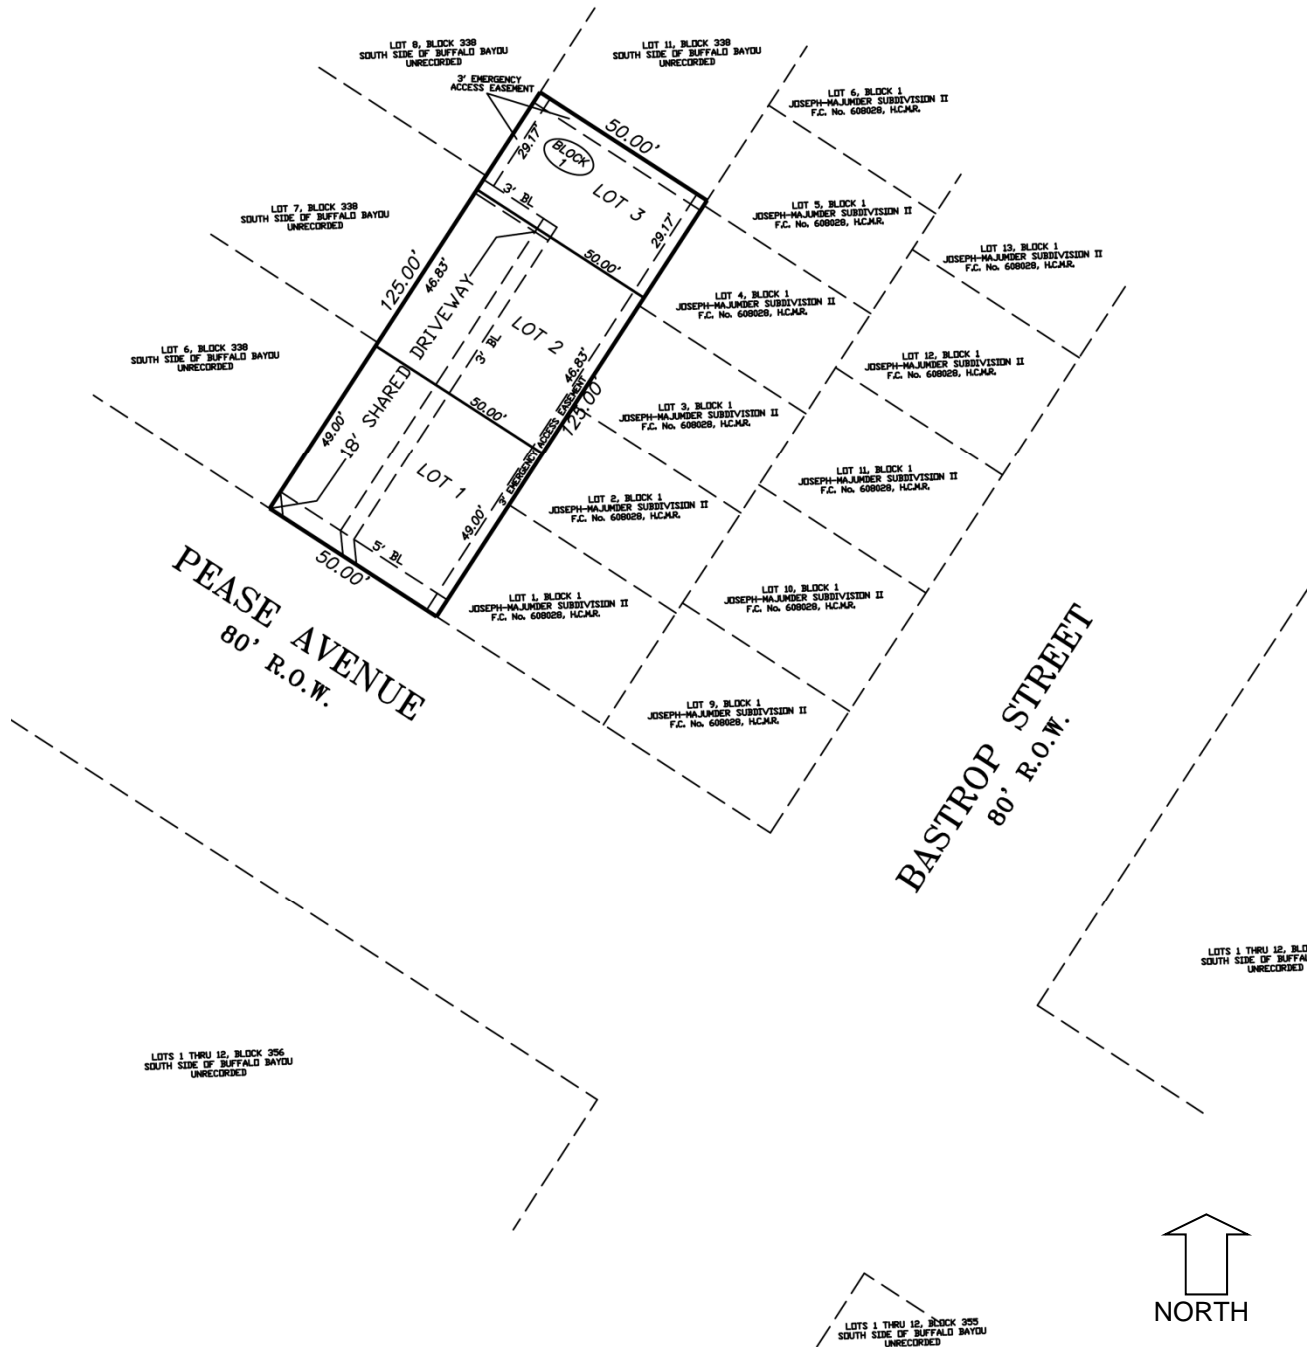 LOT 8, BLOCK 338
SOUTH SIDE OF BUFFALO BAYOU
UNRECORDED
LOT 11, BLOCK 338
SOUTH SIDE OF BUFFALO BAYOU
UNRECORDED
3' EMERGENCY
ACCESS EASEMENT
LOT 6, BLOCK 1
JOSEPH-MAJUMDER SUBDIVISION II
F.C. No. 608028, H.C.M.R.
50.00'
29.17'
BLOCK
1
LOT 3
3' BL
29.17'
LOT 7, BLOCK 338
SOUTH SIDE OF BUFFALO BAYOU
UNRECORDED
LOT 5, BLOCK 1
JOSEPH-MAJUMDER SUBDIVISION II
F.C. No. 608028, H.C.M.R.
LOT 13, BLOCK 1
JOSEPH-MAJUMDER SUBDIVISION II
F.C. No. 608028, H.C.M.R.
125.00'
46.83'
50.00'
LOT 4, BLOCK 1
JOSEPH-MAJUMDER SUBDIVISION II
F.C. No. 608028, H.C.M.R.
LOT 2
3' BL
46.83'
LOT 6, BLOCK 338
SOUTH SIDE OF BUFFALO BAYOU
UNRECORDED
LOT 12, BLOCK 1
JOSEPH-MAJUMDER SUBDIVISION II
F.C. No. 608028, H.C.M.R.
18' SHARED DRIVEWAY
50.00'
125.00'
3' EMERGENCY ACCESS EASEMENT
LOT 3, BLOCK 1
JOSEPH-MAJUMDER SUBDIVISION II
F.C. No. 608028, H.C.M.R.
49.00'
LOT 1
49.00'
LOT 11, BLOCK 1
JOSEPH-MAJUMDER SUBDIVISION II
F.C. No. 608028, H.C.M.R.
LOT 2, BLOCK 1
JOSEPH-MAJUMDER SUBDIVISION II
F.C. No. 608028, H.C.M.R.
5' BL
50.00'
LOT 1, BLOCK 1
JOSEPH-MAJUMDER SUBDIVISION II
F.C. No. 608028, H.C.M.R.
LOT 10, BLOCK 1
JOSEPH-MAJUMDER SUBDIVISION II
F.C. No. 608028, H.C.M.R.
PEASE AVENUE
80' R.O.W.
LOT 9, BLOCK 1
JOSEPH-MAJUMDER SUBDIVISION II
F.C. No. 608028, H.C.M.R.
BASTROP STREET
80' R.O.W.
LOTS 1 THRU 12, BLO
SOUTH SIDE OF BUFFAL
UNRECORDED
LOTS 1 THRU 12, BLOCK 356
SOUTH SIDE OF BUFFALO BAYOU
UNRECORDED
NORTH
LOTS 1 THRU 12, BLOCK 355
SOUTH SIDE OF BUFFALO BAYOU
UNRECORDED